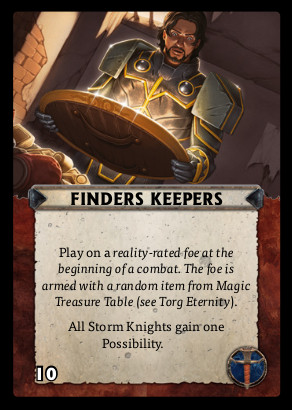 FINDERS KEEPERS
Play on a reality-rated foe at the
beginning of a combat. The foe is
armed with a random item from Magic
Treasure Table (see Torg Eternity).
All Storm Knights gain one
Possibility.
10